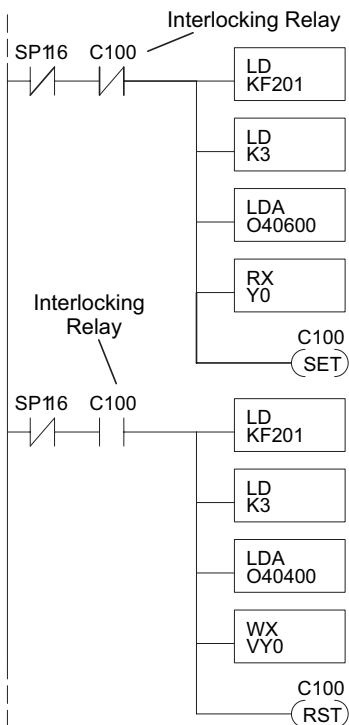 Interlocking Relay
SP116 C100
LD
KF201
LD
K3
LDA
O40600
RX
Y0
C100
SET
Interlocking
Relay
SP116 C100
LD
KF201
LD
K3
LDA
O40400
WX
VY0
C100
RST